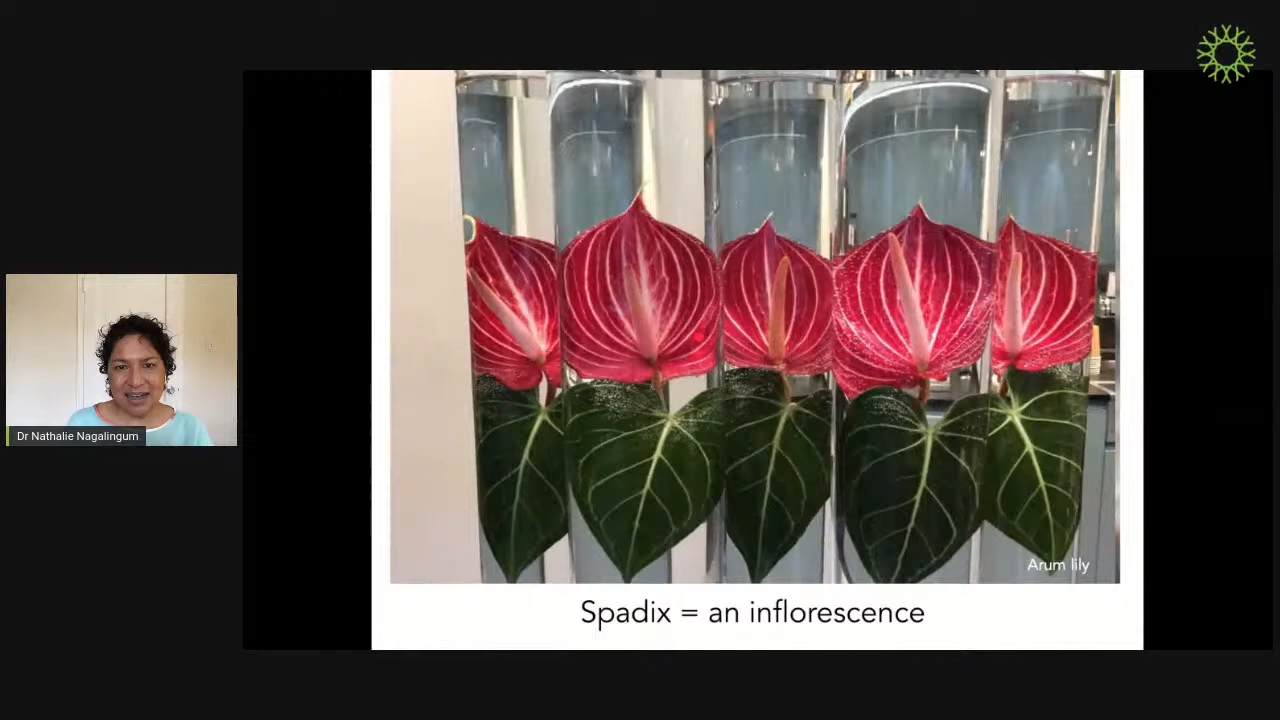 Dr Nathalie Nagalingum
Arum lily
Spadix = an inflorescence